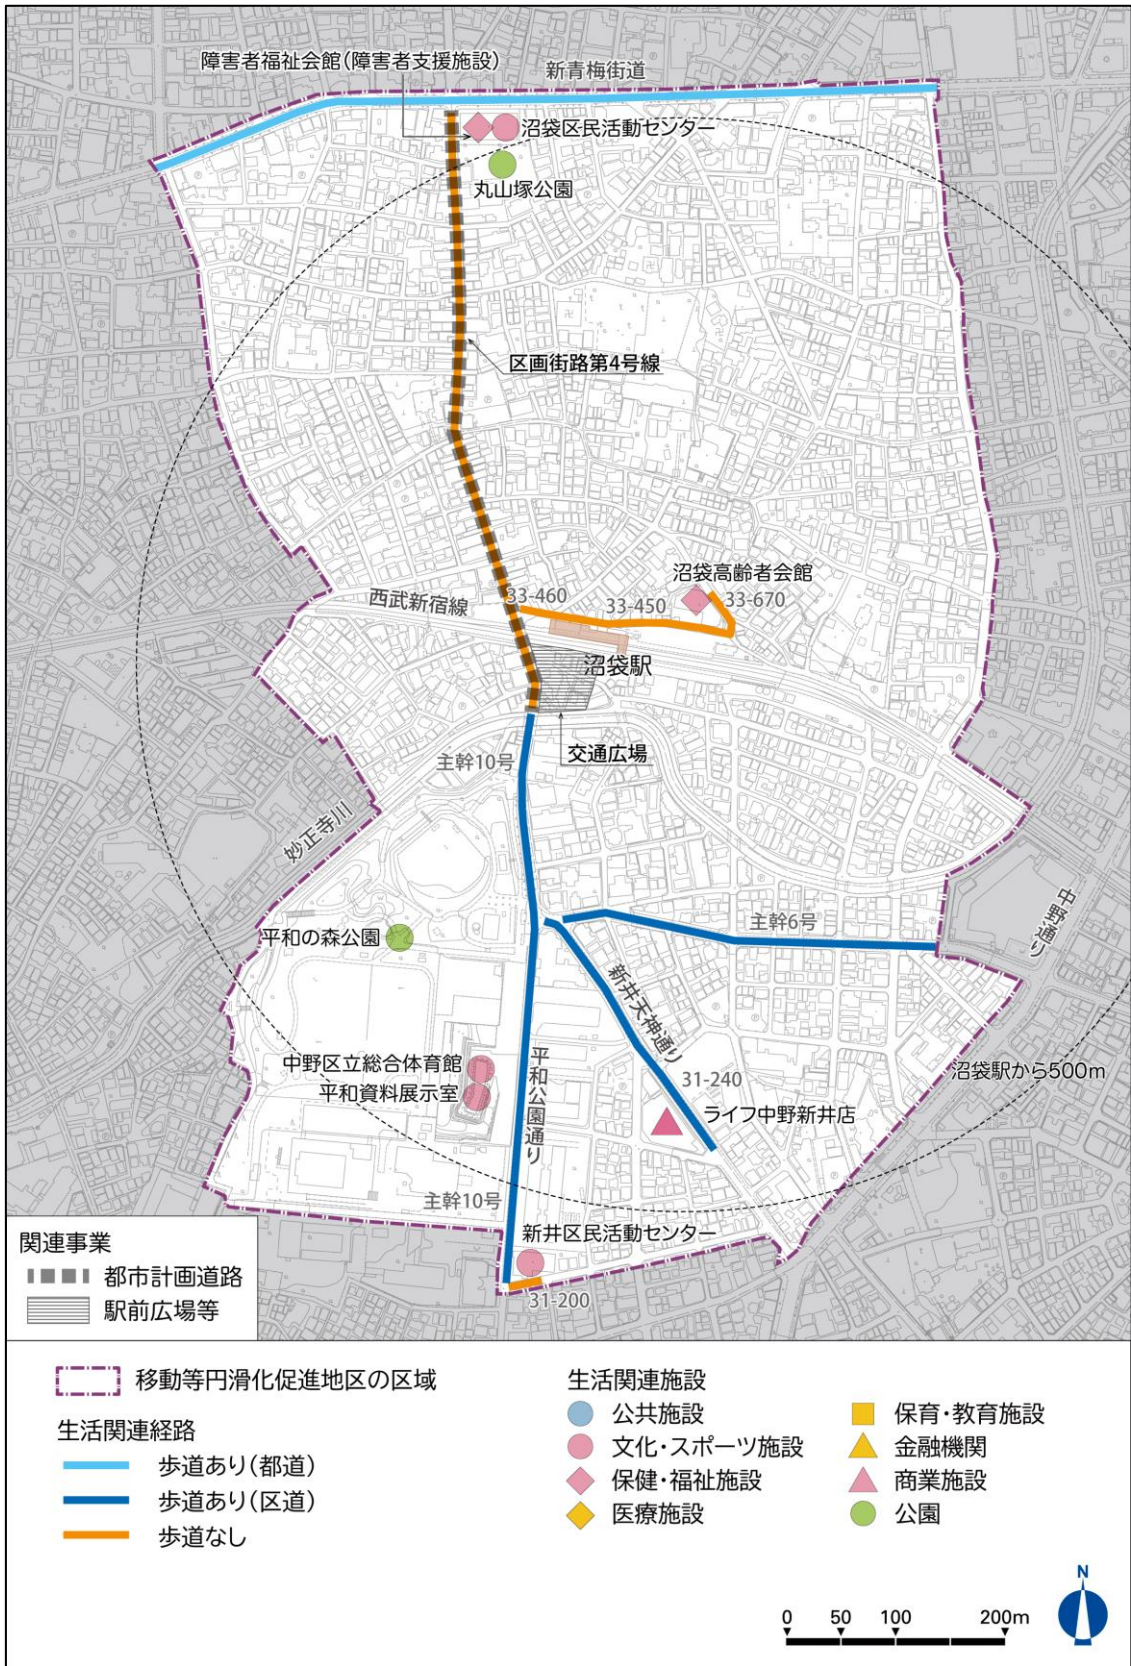 障害者福祉会館(障害者支援施設)
新青梅街道
沼袋区民活動センター
丸山塚公園
区画街路第4号線
沼袋高齢者会館
西武新宿線
33-460
33-450
33-670
沼袋駅
主幹10号
交通広場
妙正寺川
中野通り
平和の森公園
主幹6号
新井天神通り
中野区立総合体育館
平和資料展示室
平和公園通り
31-240
沼袋駅から500m
ライフ中野新井店
主幹10号
新井区民活動センター
31-200
関連事業
都市計画道路
駅前広場等
移動等円滑化促進地区の区域
生活関連経路
歩道あり(都道)
歩道あり(区道)
歩道なし
生活関連施設
公共施設
文化・スポーツ施設
保健・福祉施設
医療施設
保育・教育施設
金融機関
商業施設
公園
N
0 50 100 200m